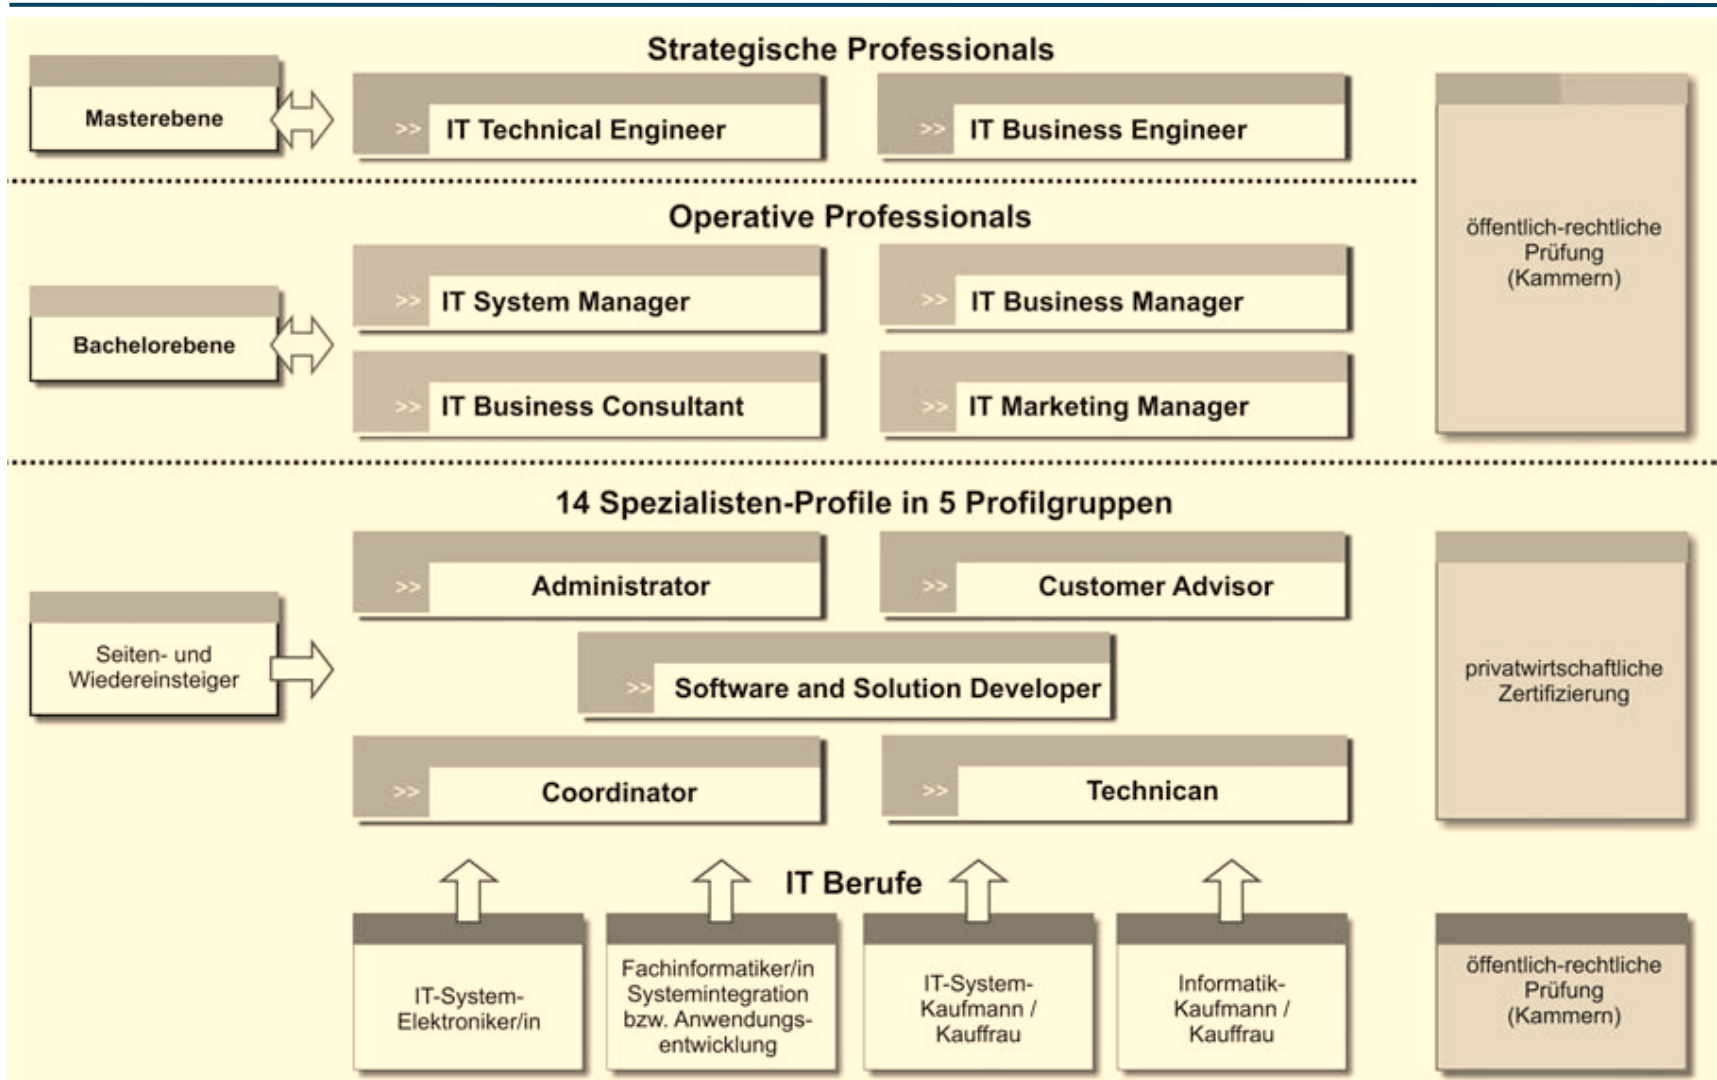 Strategische Professionals
Masterebene
>> IT Technical Engineer
>> IT Business Engineer
öffentlich-rechtliche
Prüfung
(Kammern)
Operative Professionals
Bachelorebene
>> IT System Manager
>> IT Business Manager
>> IT Business Consultant
>> IT Marketing Manager
14 Spezialisten-Profile in 5 Profilgruppen
>> Administrator
>> Customer Advisor
Seiten- und
Wiedereinsteiger
>> Software and Solution Developer
privatwirtschaftliche
Zertifizierung
>> Coordinator
>> Technican
IT Berufe
IT-System-
Elektroniker/in
Fachinformatiker/in
Systemintegration
bzw. Anwendungs-
entwicklung
IT-System-
Kaufmann /
Kauffrau
Informatik-
Kaufmann /
Kauffrau
öffentlich-rechtliche
Prüfung
(Kammern)